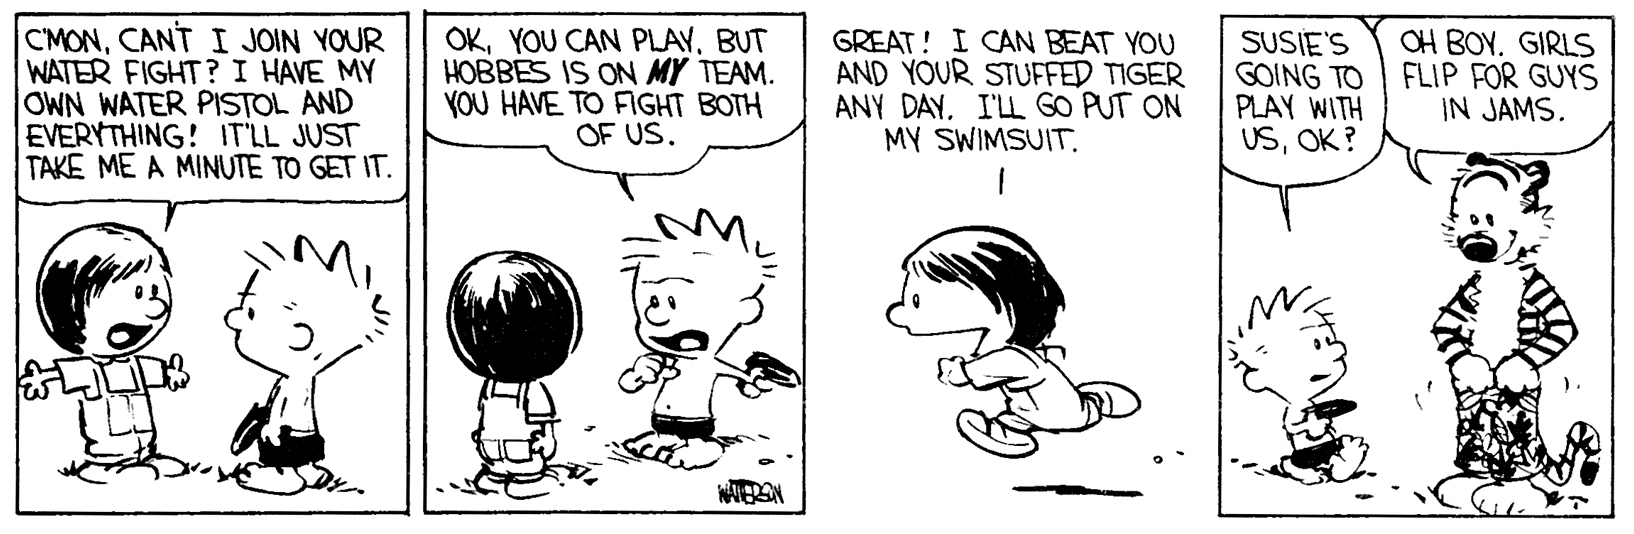 C'MON, CAN'T I JOIN YOUR
WATER FIGHT? I HAVE MY
OWN WATER PISTOL AND
EVERYTHING! IT'LL JUST
TAKE ME A MINUTE TO GET IT.
OK, YOU CAN PLAY, BUT
HOBBES IS ON MY TEAM.
YOU HAVE TO FIGHT BOTH
OF US.
WATTERSON
GREAT! I CAN BEAT YOU
AND YOUR STUFFED TIGER
ANY DAY. I'LL GO PUT ON
MY SWIMSUIT.
SUSIE'S
GOING TO
PLAY WITH
US, OK?
OH BOY. GIRLS
FLIP FOR GUYS
IN JAMS.